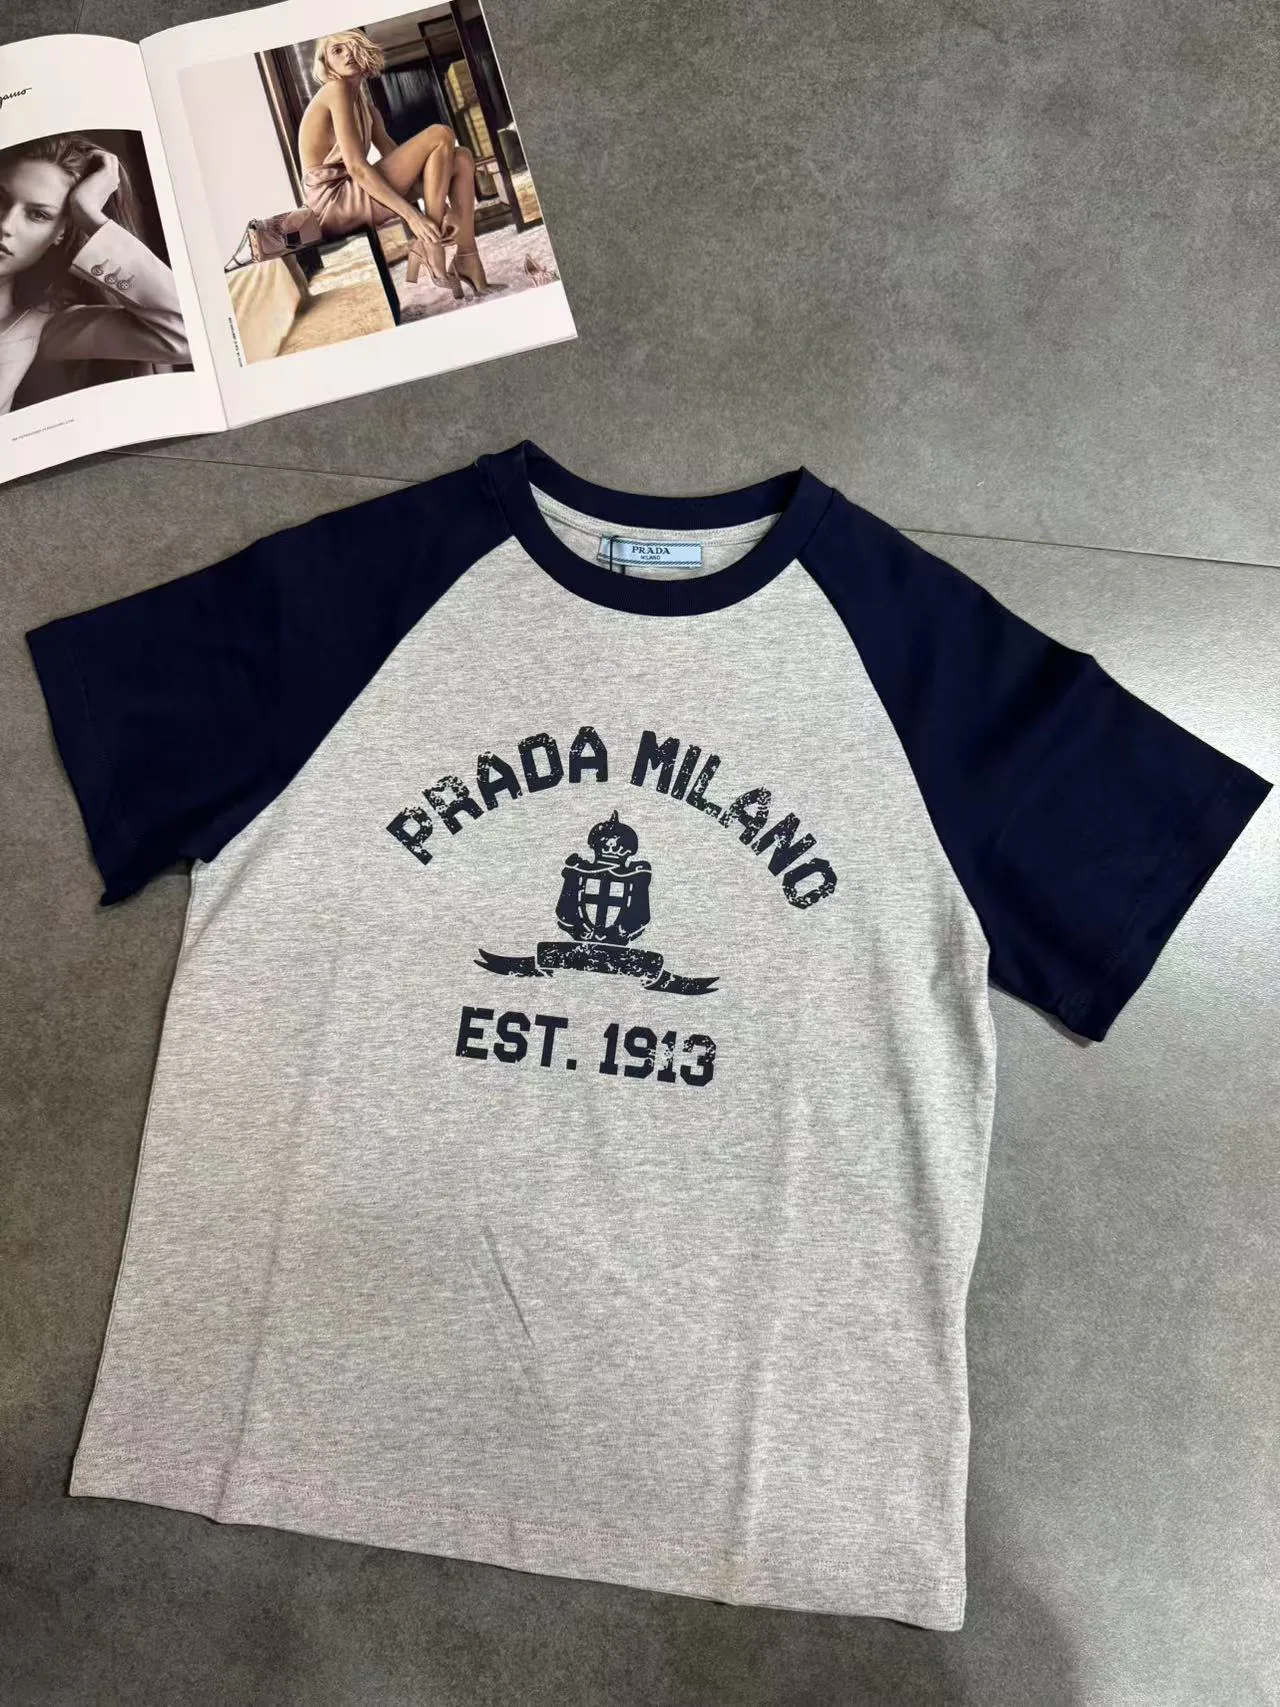 PRADA
MILANO
PRADA MILANO
EST. 1913